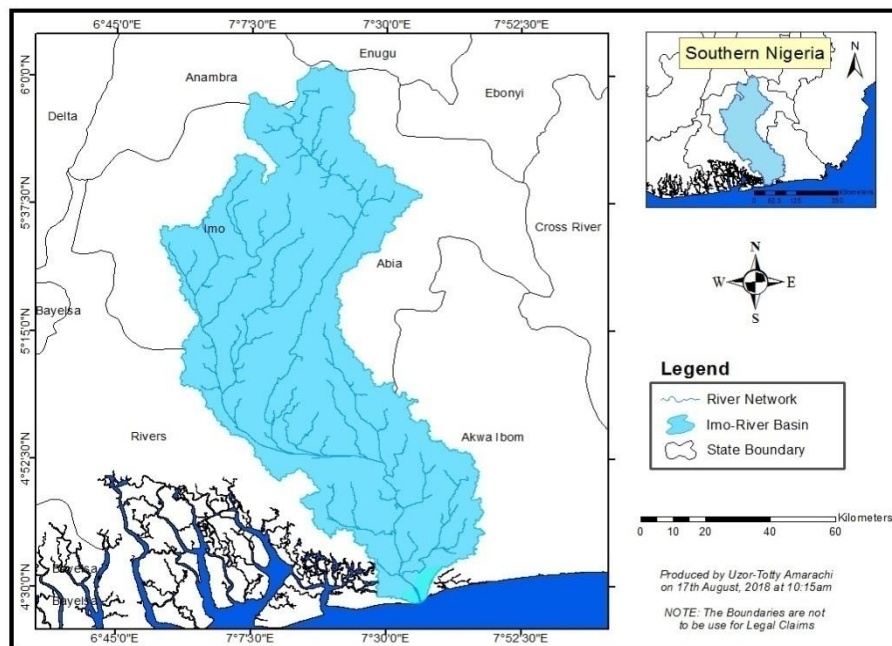 6°45'0"E
7°7'30"E
7°30'0"E
7°52'30"E
6°0'0"N
5°37'30"N
5°15'0"N
4°52'30"N
4°30'0"N
Enugu
Anambra
Ebonyi
Delta
Imo
Cross River
Abia
Bayelsa
Rivers
Akwa Ibom
Bayelsa
Bayelsa
6°45'0"E
7°7'30"E
7°30'0"E
7°52'30"E
Southern Nigeria
N
Kilometers
N
W
E
S
Legend
River Network
Imo-River Basin
State Boundary
Kilometers
0 5 10 20 40 60
Produced by Uzor-Totty Amarachi
on 17th August, 2018 at 10:15am
NOTE: The Boundaries are not
to be use for Legal Claims